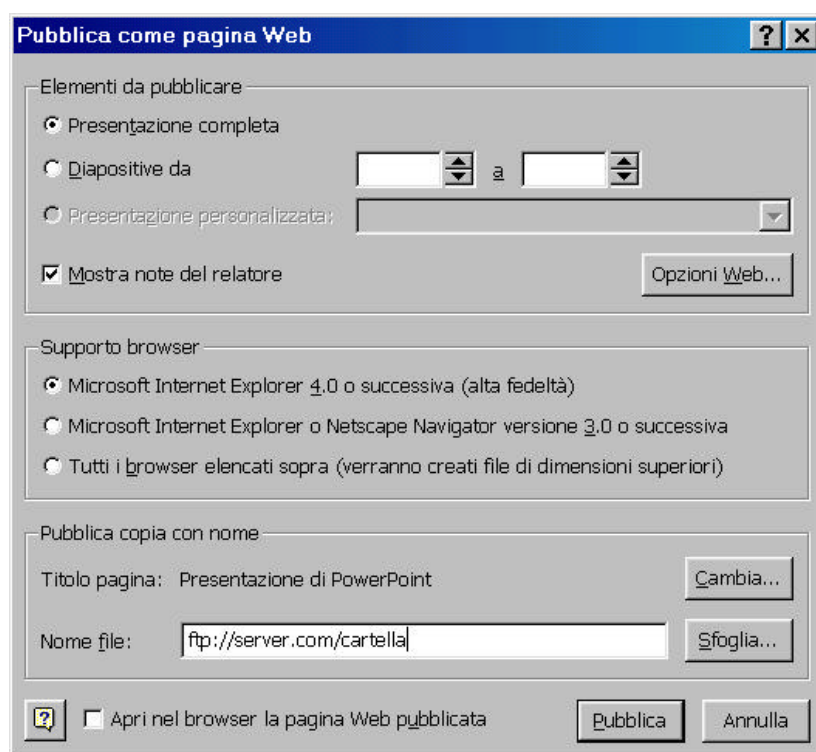 Pubblica come pagina Web
Elementi da pubblicare
Presentazione completa
Diapositive da a
Presentazione personalizzata:
Mostra note del relatore Opzioni Web...
Supporto browser
Microsoft Internet Explorer 4.0 o successiva (alta fedeltà)
Microsoft Internet Explorer o Netscape Navigator versione 3.0 o successiva
Tutti i browser elencati sopra (verranno creati file di dimensioni superiori)
Pubblica copia con nome
Titolo pagina: Presentazione di PowerPoint Cambia...
Nome file: ftp://server.com/cartella Sfoglia...
Apri nel browser la pagina Web pubblicata Pubblica Annulla